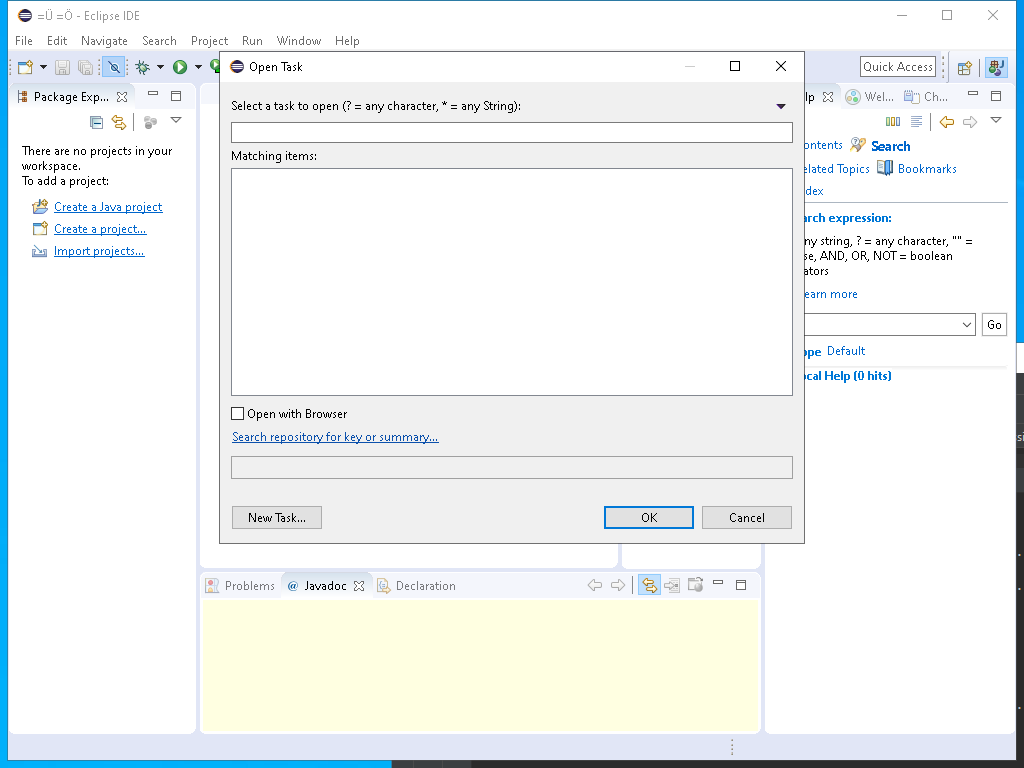 =Ü =Ö - Eclipse IDE
File Edit Navigate Search Project Run Window Help
Quick Access
Package Exp...
There are no projects in your
workspace.
To add a project:
Create a Java project
Create a project...
Import projects...
Open Task
Select a task to open (? = any character, * = any String):
Matching items:
Open with Browser
Search repository for key or summary...
New Task...
OK
Cancel
lp
Wel...
Ch...
ontents
Search
elated Topics
Bookmarks
dex
rch expression:
ny string, ? = any character, "" =
se, AND, OR, NOT = boolean
ators
earn more
Go
ope Default
ocal Help (0 hits)
Problems
@ Javadoc
Declaration